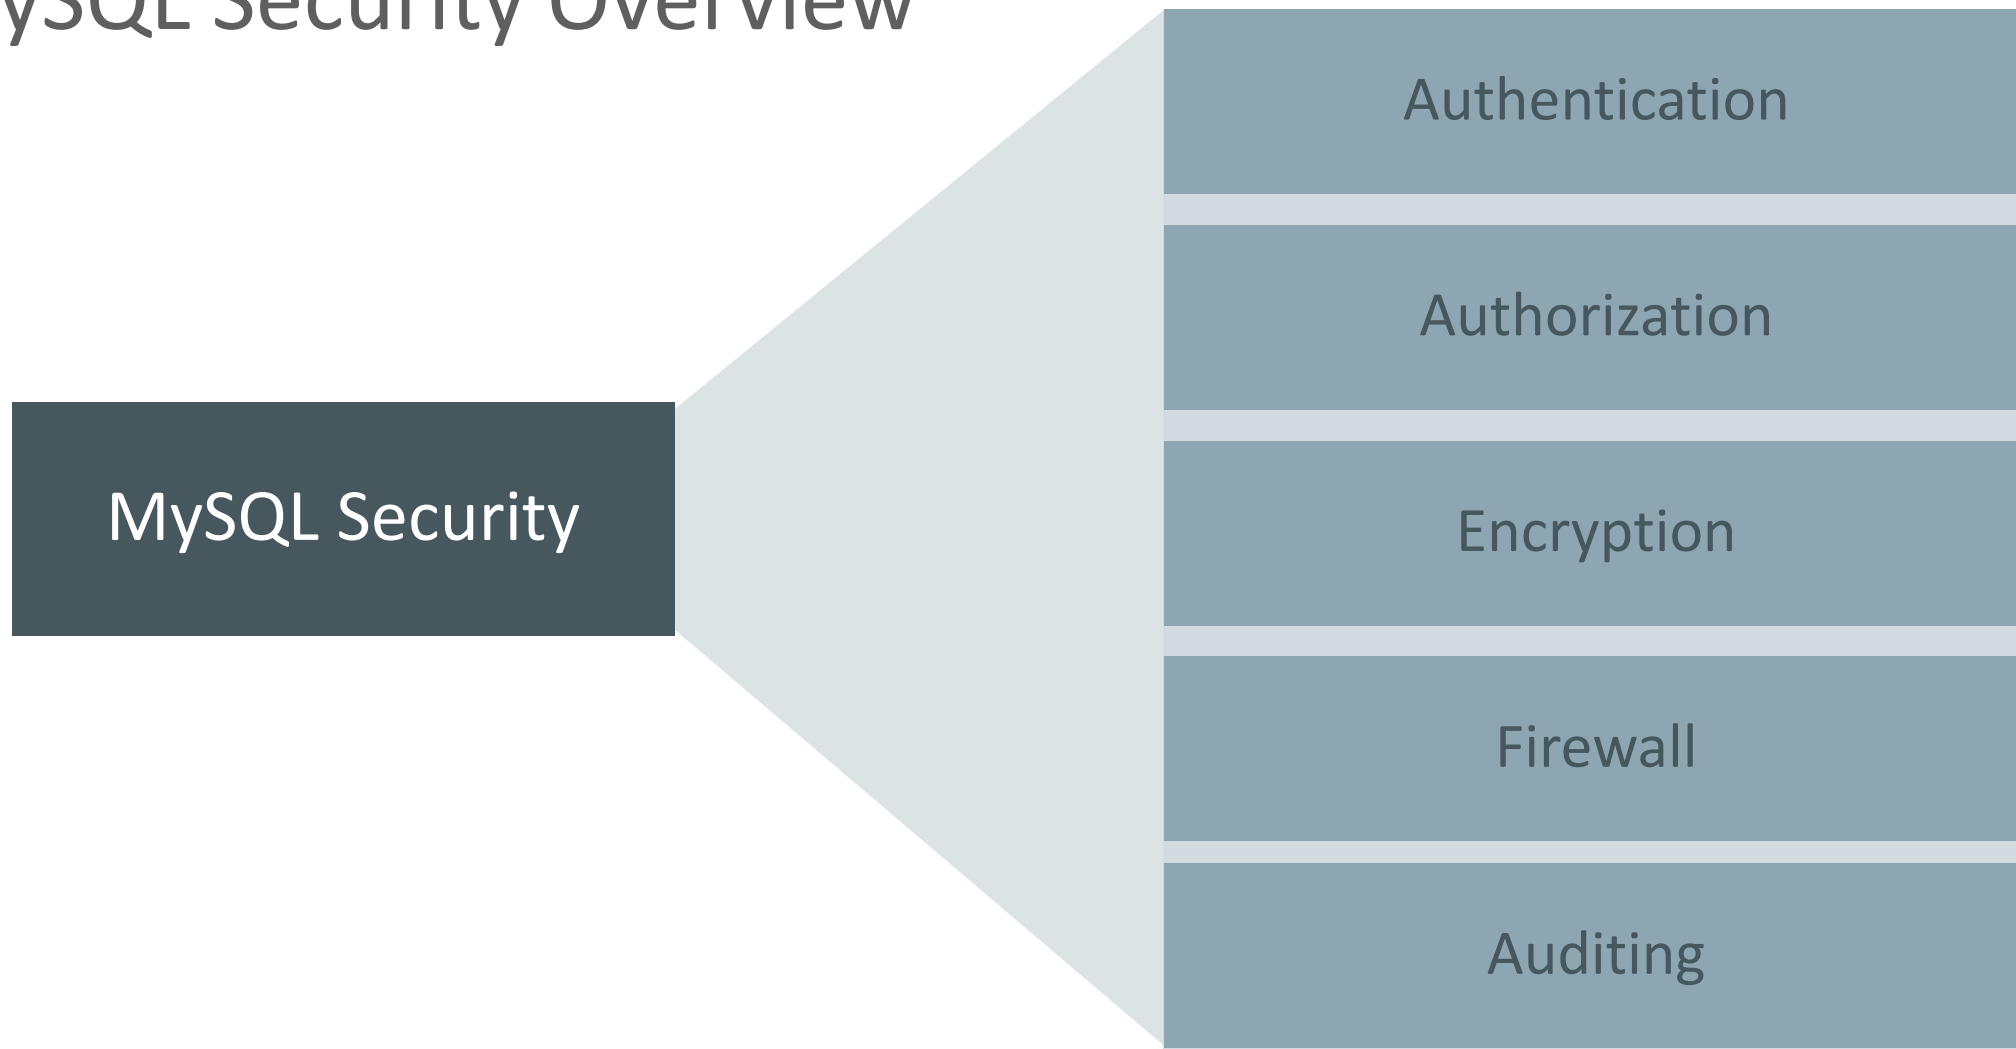 ySQL Security Overview
Authentication
Authorization
Encryption
MySQL Security
Firewall
Auditing